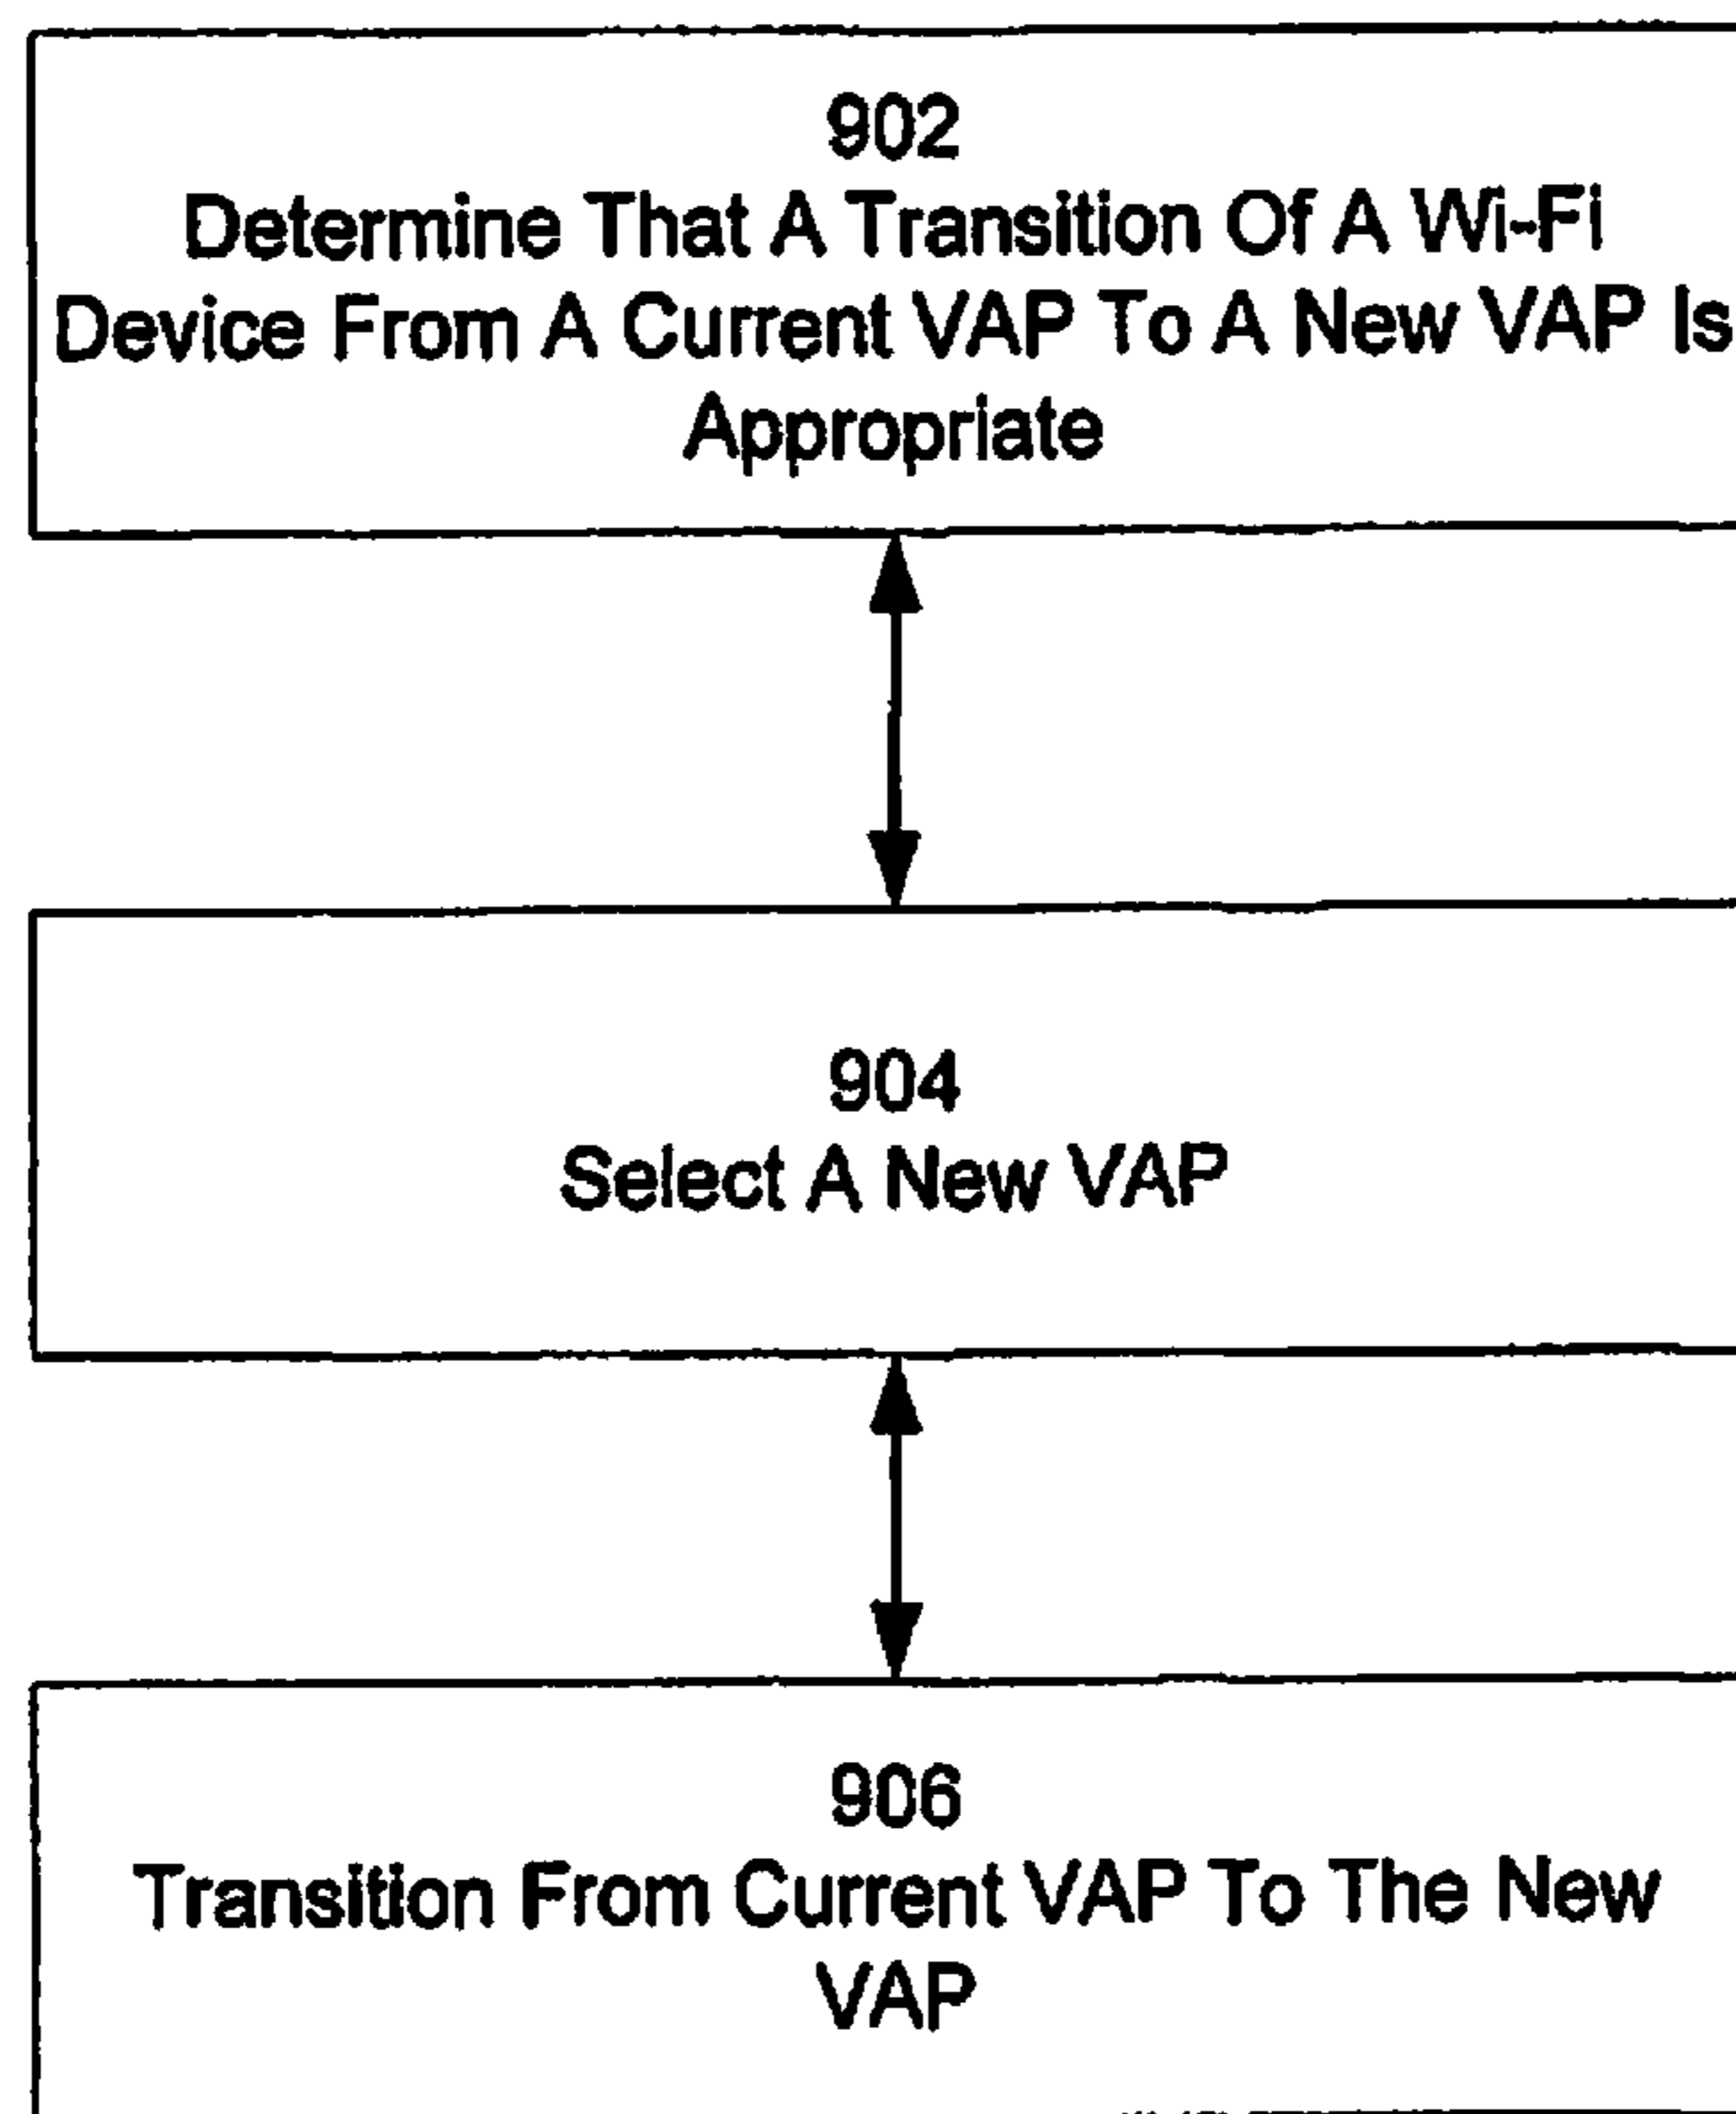 902
Determine That A Transition Of A Wi-Fi
Device From A Current VAP To A New VAP Is
Appropriate
904
Select A New VAP
906
Transition From Current VAP To The New
VAP